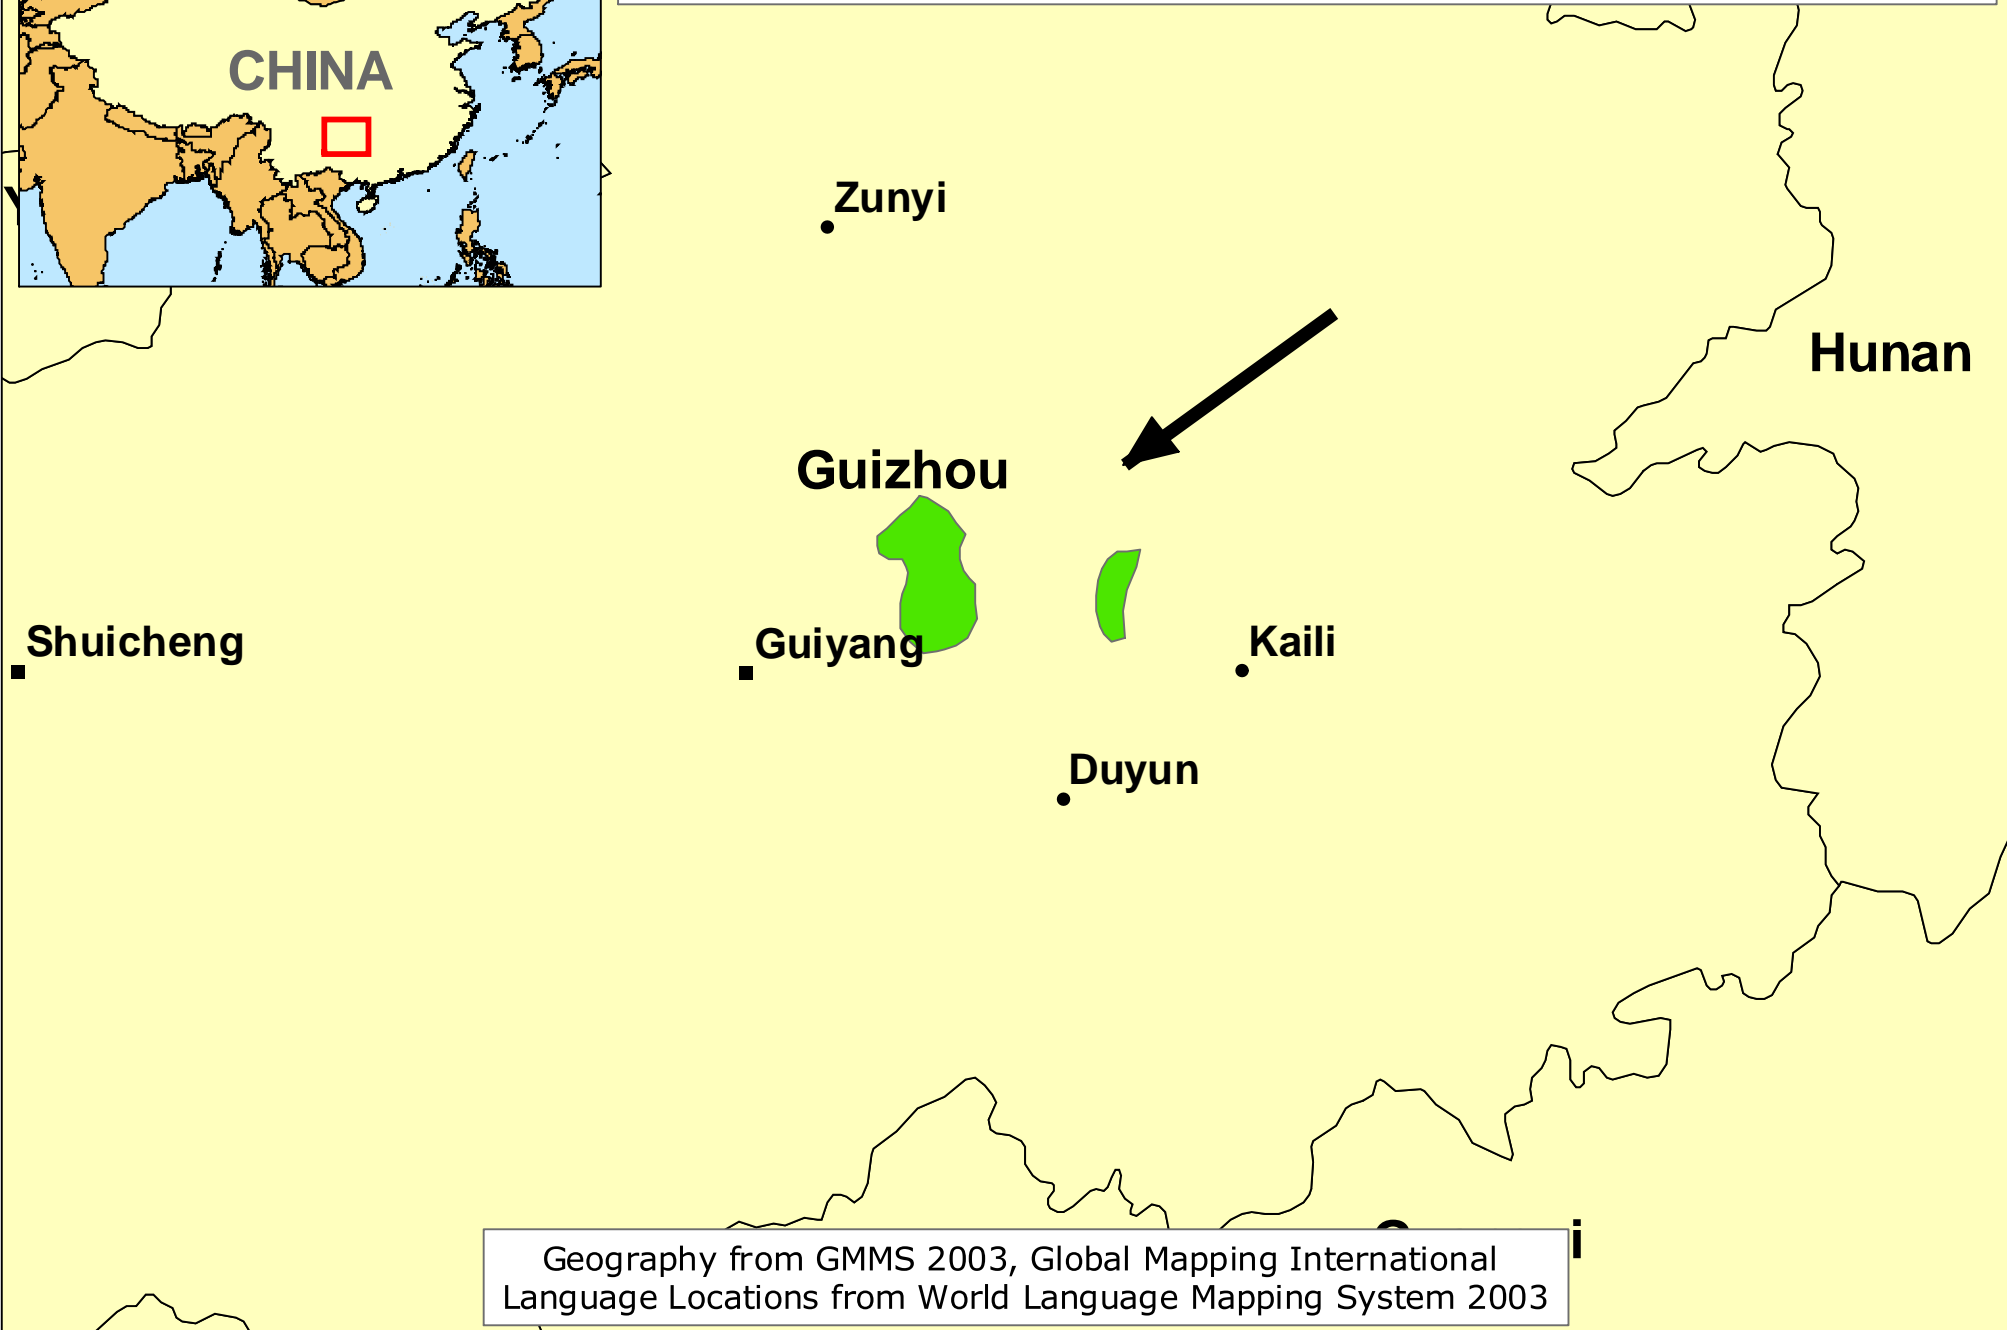 CHINA
Zunyi
Hunan
Guizhou
Shuicheng
Guiyang
Kaili
Duyun
Geography from GMMS 2003, Global Mapping International
Language Locations from World Language Mapping System 2003